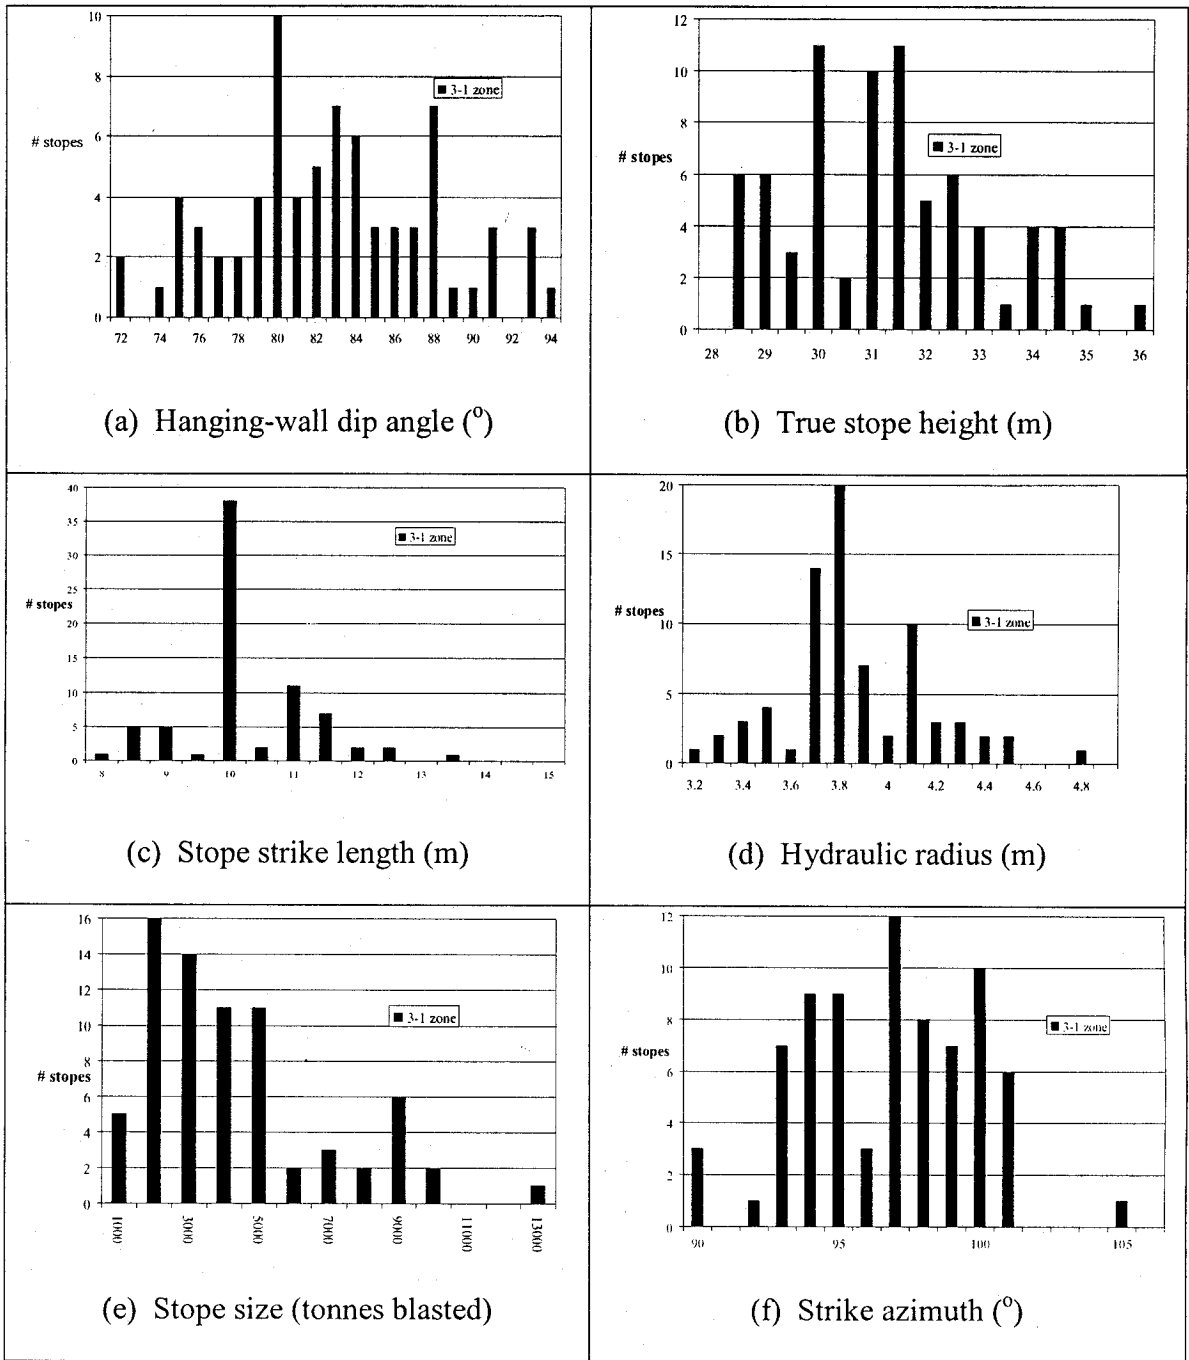 10
8
6
4
2
0
# stopes
3-1 zone
72 74 76 78 80 82 84 86 88 90 92 94
(a) Hanging-wall dip angle (°)
12
10
8
6
4
2
0
# stopes
3-1 zone
28 29 30 31 32 33 34 35 36
(b) True stope height (m)
40
35
30
25
20
15
10
5
0
# stopes
3-1 zone
8 9 10 11 12 13 14 15
(c) Stope strike length (m)
20
15
10
5
0
# stopes
3-1 zone
3.2 3.4 3.6 3.8 4 4.2 4.4 4.6 4.8
(d) Hydraulic radius (m)
16
14
12
10
8
6
4
2
0
# stopes
3-1 zone
1000 3000 5000 7000 9000 11000 13000
(e) Stope size (tonnes blasted)
12
10
8
6
4
2
0
# stopes
3-1 zone
90 95 100 105
(f) Strike azimuth (°)